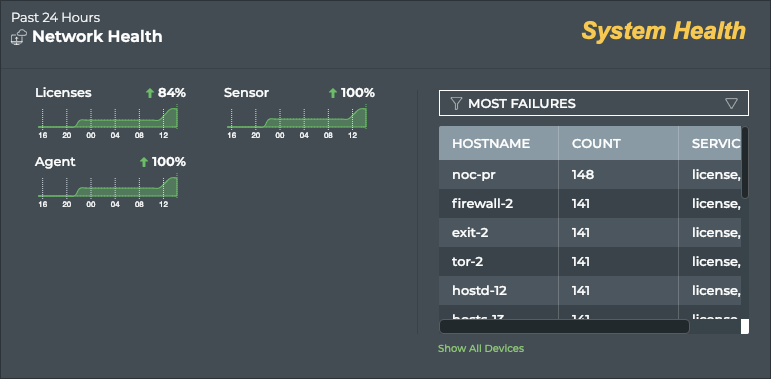 Past 24 Hours
Network Health
System Health
Licenses 84%
16 20 00 04 08 12
Sensor 100%
16 20 00 04 08 12
Agent 100%
16 20 00 04 08 12
MOST FAILURES
HOSTNAME COUNT SERVIC
noc-pr 148 license,
firewall-2 141 license,
exit-2 141 license,
tor-2 141 license,
hostd-12 141 license,
hosts-13 141 license,
Show All Devices